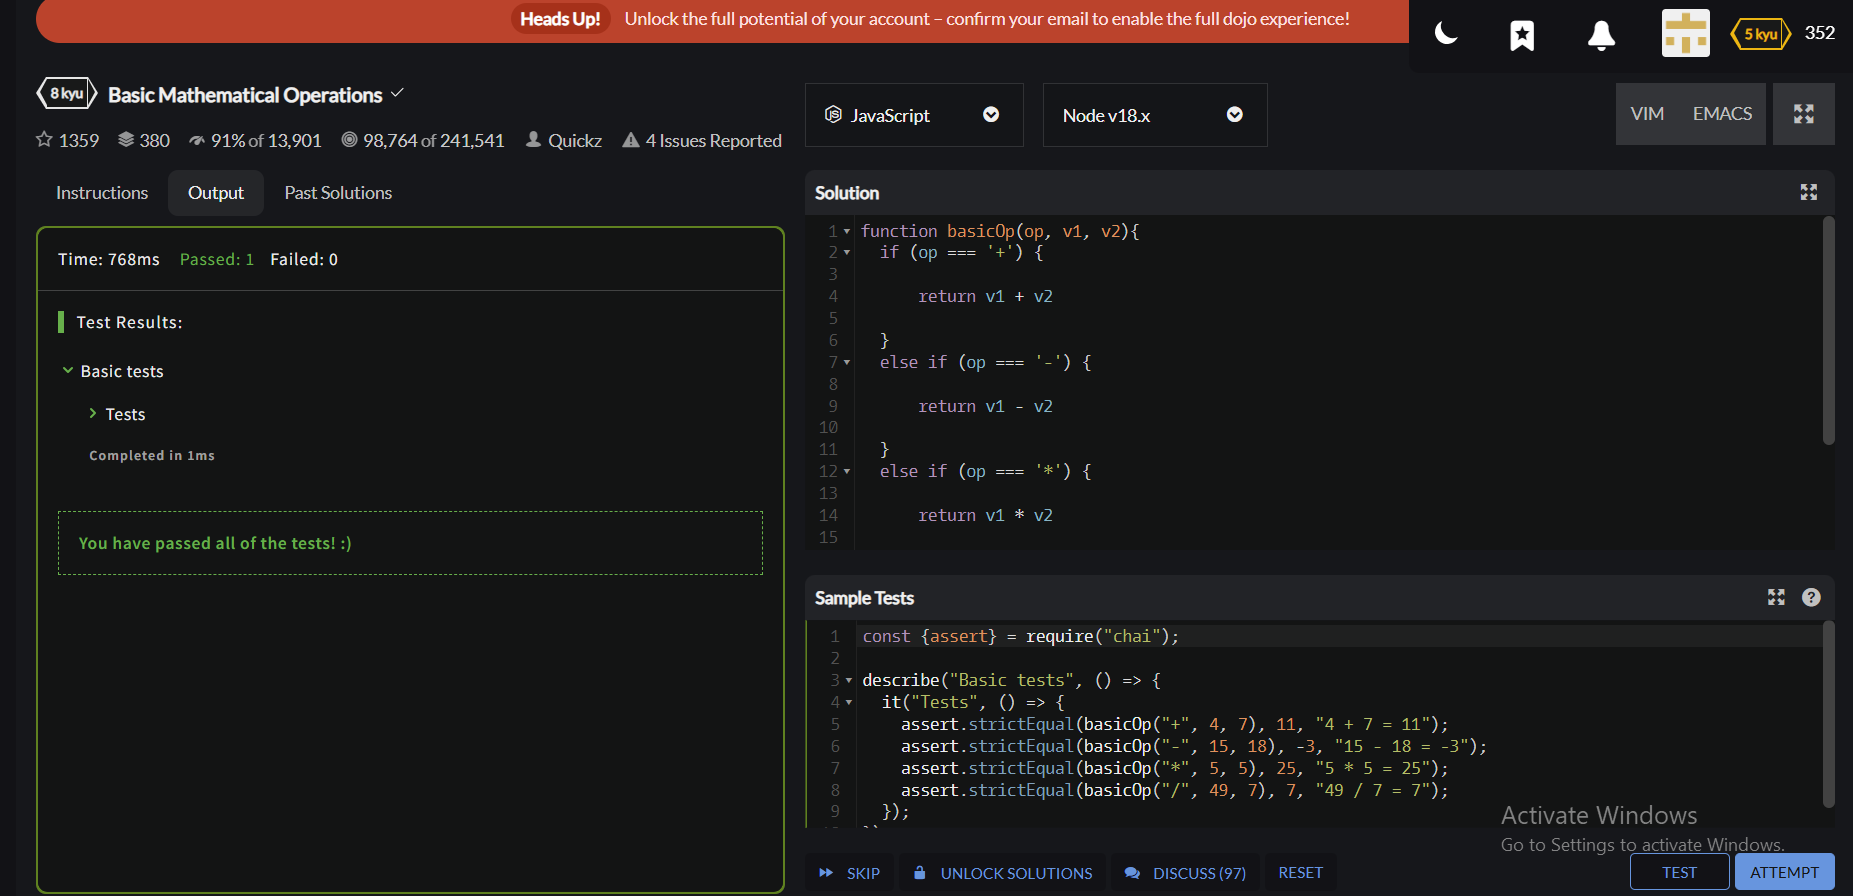 Heads Up! Unlock the full potential of your account – confirm your email to enable the full dojo experience!
5 kyu 352
8 kyu Basic Mathematical Operations
1359 380 91% of 13,901 98,764 of 241,541 Quickz 4 Issues Reported
Instructions Output Past Solutions
Time: 768ms Passed: 1 Failed: 0
Test Results:
Basic tests
Tests
Completed in 1ms
You have passed all of the tests! :)
JavaScript Node v18.x VIM EMACS
Solution
1 function basicOp(op, v1, v2){
2 if (op === '+') {
3
4 return v1 + v2
5
6 }
7 else if (op === '-') {
8
9 return v1 - v2
10
11 }
12 else if (op === '*') {
13
14 return v1 * v2
15
Sample Tests
1 const {assert} = require("chai");
2
3 describe("Basic tests", () => {
4 it("Tests", () => {
5 assert.strictEqual(basicOp("+", 4, 7), 11, "4 + 7 = 11");
6 assert.strictEqual(basicOp("-", 15, 18), -3, "15 - 18 = -3");
7 assert.strictEqual(basicOp("*", 5, 5), 25, "5 * 5 = 25");
8 assert.strictEqual(basicOp("/", 49, 7), 7, "49 / 7 = 7");
9 });
Activate Windows
Go to Settings to activate Windows.
SKIP UNLOCK SOLUTIONS DISCUSS (97) RESET TEST ATTEMPT